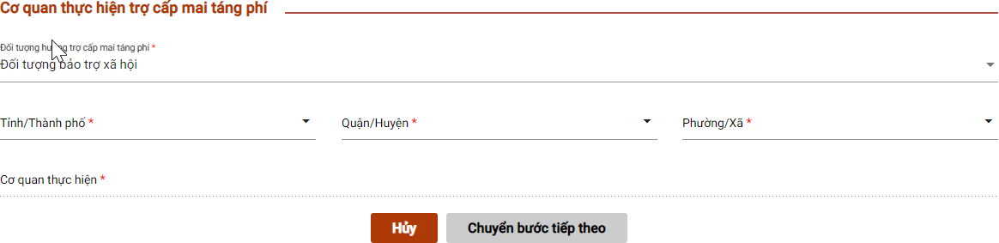 Cơ quan thực hiện trợ cấp mai táng phí
Đối tượng hưởng trợ cấp mai táng phí *
Đối tượng bảo trợ xã hội
Tỉnh/Thành phố * Quận/Huyện * Phường/Xã *
Cơ quan thực hiện *
Hủy Chuyển bước tiếp theo